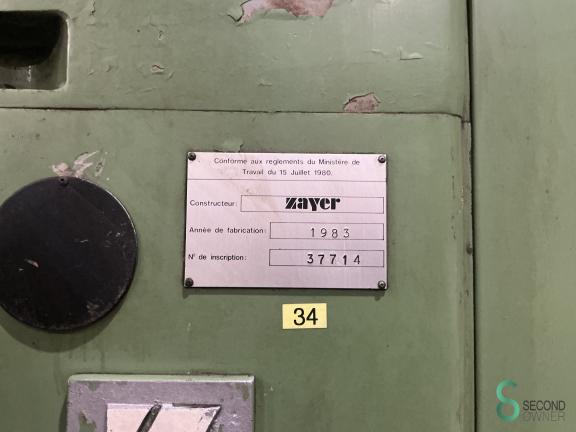 Conforme aux reglements du Ministère de
Travail du 15 Juillet 1980.
Constructeur: zayer
Année de fabrication: 1983
N° de inscription: 37714
34
SECOND
OWNER